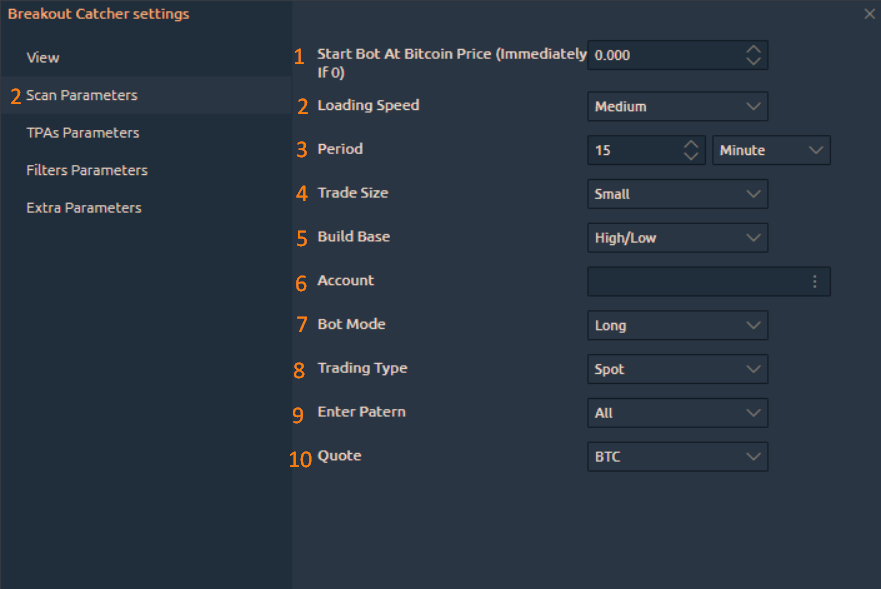 Breakout Catcher settings
View
2 Scan Parameters
TPAs Parameters
Filters Parameters
Extra Parameters
1 Start Bot At Bitcoin Price (Immediately If 0) 0.000
2 Loading Speed Medium
3 Period 15 Minute
4 Trade Size Small
5 Build Base High/Low
6 Account
7 Bot Mode Long
8 Trading Type Spot
9 Enter Patern All
10 Quote BTC